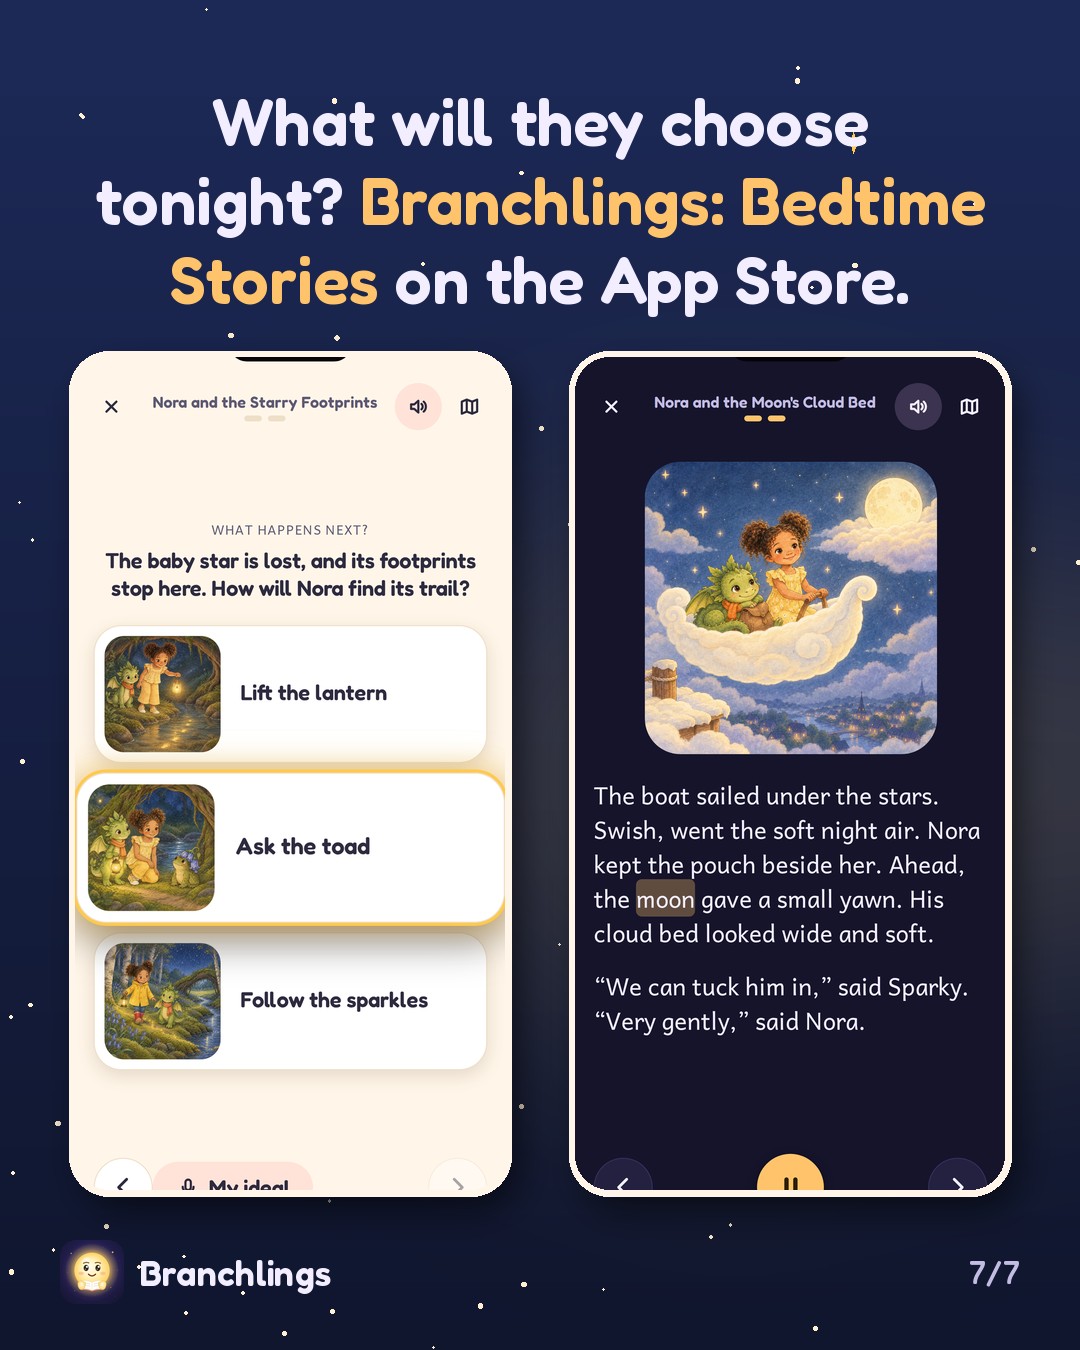 What will they choose
tonight? Branchlings: Bedtime
Stories on the App Store.
Nora and the Starry Footprints
WHAT HAPPENS NEXT?
The baby star is lost, and its footprints
stop here. How will Nora find its trail?
Lift the lantern
Ask the toad
Follow the sparkles
My idea!
Nora and the Moon's Cloud Bed
The boat sailed under the stars.
Swish, went the soft night air. Nora
kept the pouch beside her. Ahead,
the moon gave a small yawn. His
cloud bed looked wide and soft.
“We can tuck him in,” said Sparky.
“Very gently,” said Nora.
Branchlings
7/7